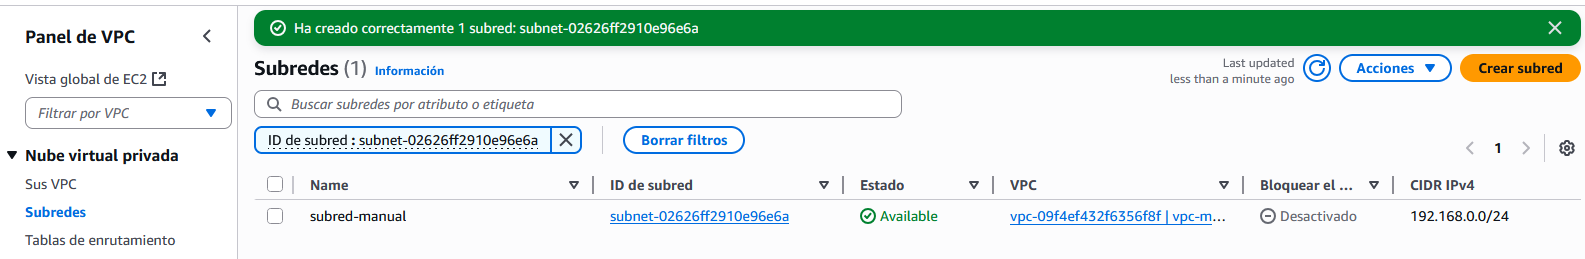 Ha creado correctamente 1 subred: subnet-02626ff2910e96e6a
Panel de VPC
Vista global de EC2
Filtrar por VPC
Nube virtual privada
Sus VPC
Subredes
Tablas de enrutamiento
Subredes (1) Información
Last updated
less than a minute ago
Acciones
Crear subred
Buscar subredes por atributo o etiqueta
ID de subred : subnet-02626ff2910e96e6a
Borrar filtros
1
Name ID de subred Estado VPC Bloquear el ... CIDR IPv4
subred-manual subnet-02626ff2910e96e6a Available vpc-09f4ef432f6356f8f | vpc-m... Desactivado 192.168.0.0/24